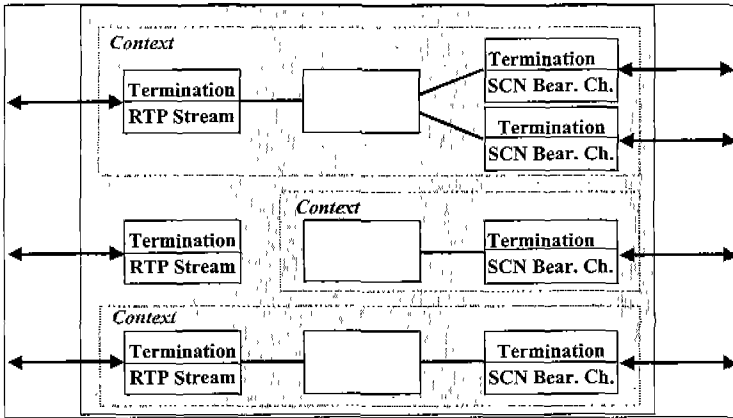 Context
Termination
RTP Stream
Termination
SCN Bear. Ch.
Termination
SCN Bear. Ch.
Context
Termination
RTP Stream
Termination
SCN Bear. Ch.
Context
Termination
RTP Stream
Termination
SCN Bear. Ch.